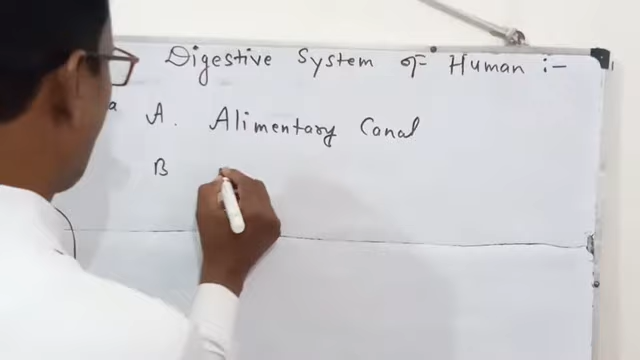 Digestive System of Human :-
A. Alimentary Canal
B